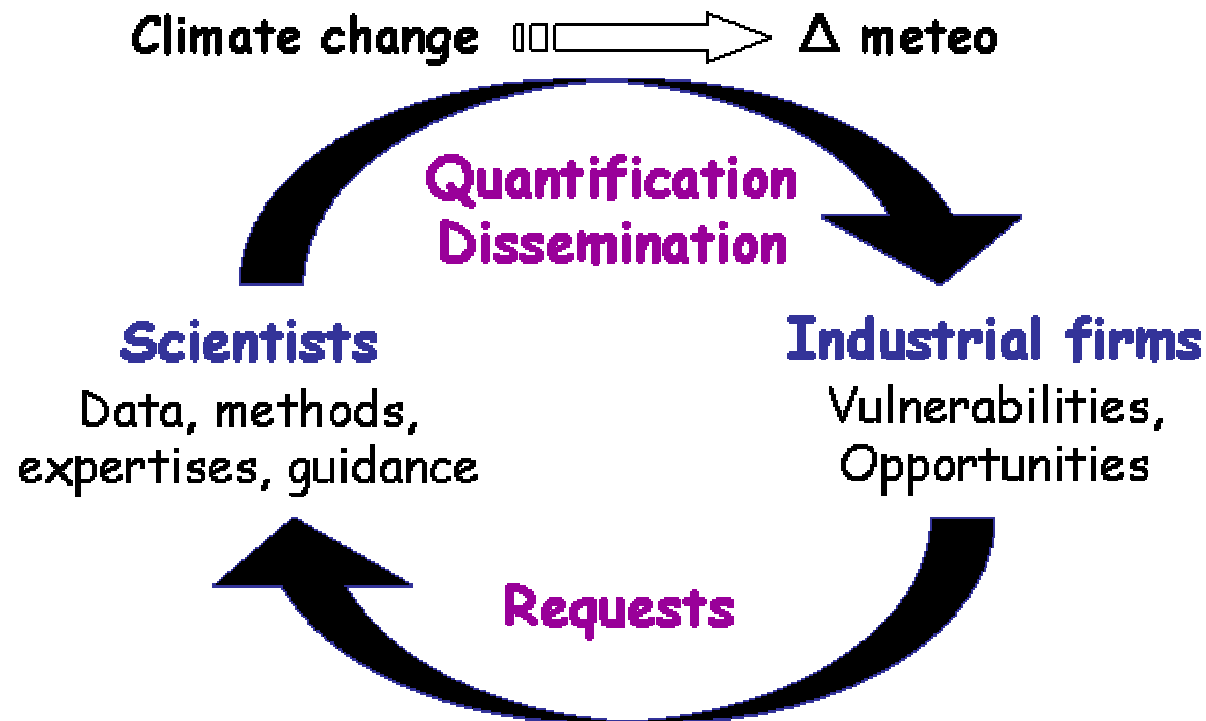 Climate change Δ meteo
Quantification
Dissemination
Scientists
Data, methods,
expertises, guidance
Industrial firms
Vulnerabilities,
Opportunities
Requests